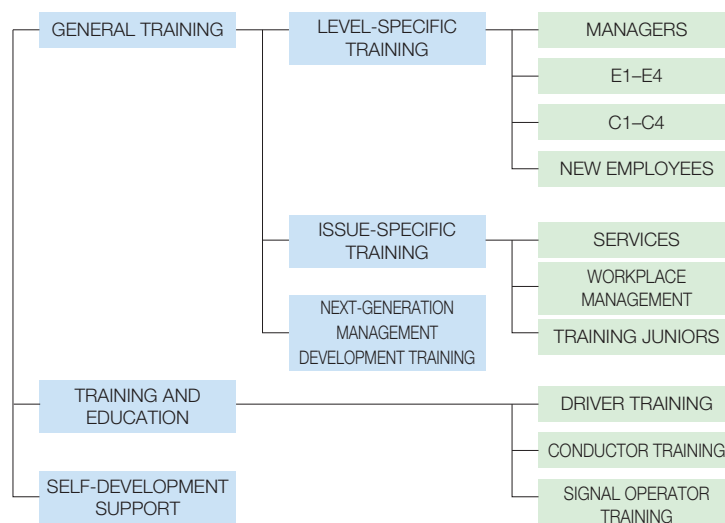 GENERAL TRAINING
LEVEL-SPECIFIC
TRAINING
MANAGERS
E1–E4
C1–C4
NEW EMPLOYEES
ISSUE-SPECIFIC
TRAINING
SERVICES
WORKPLACE
MANAGEMENT
TRAINING JUNIORS
NEXT-GENERATION
MANAGEMENT
DEVELOPMENT TRAINING
TRAINING AND
EDUCATION
DRIVER TRAINING
CONDUCTOR TRAINING
SIGNAL OPERATOR
TRAINING
SELF-DEVELOPMENT
SUPPORT